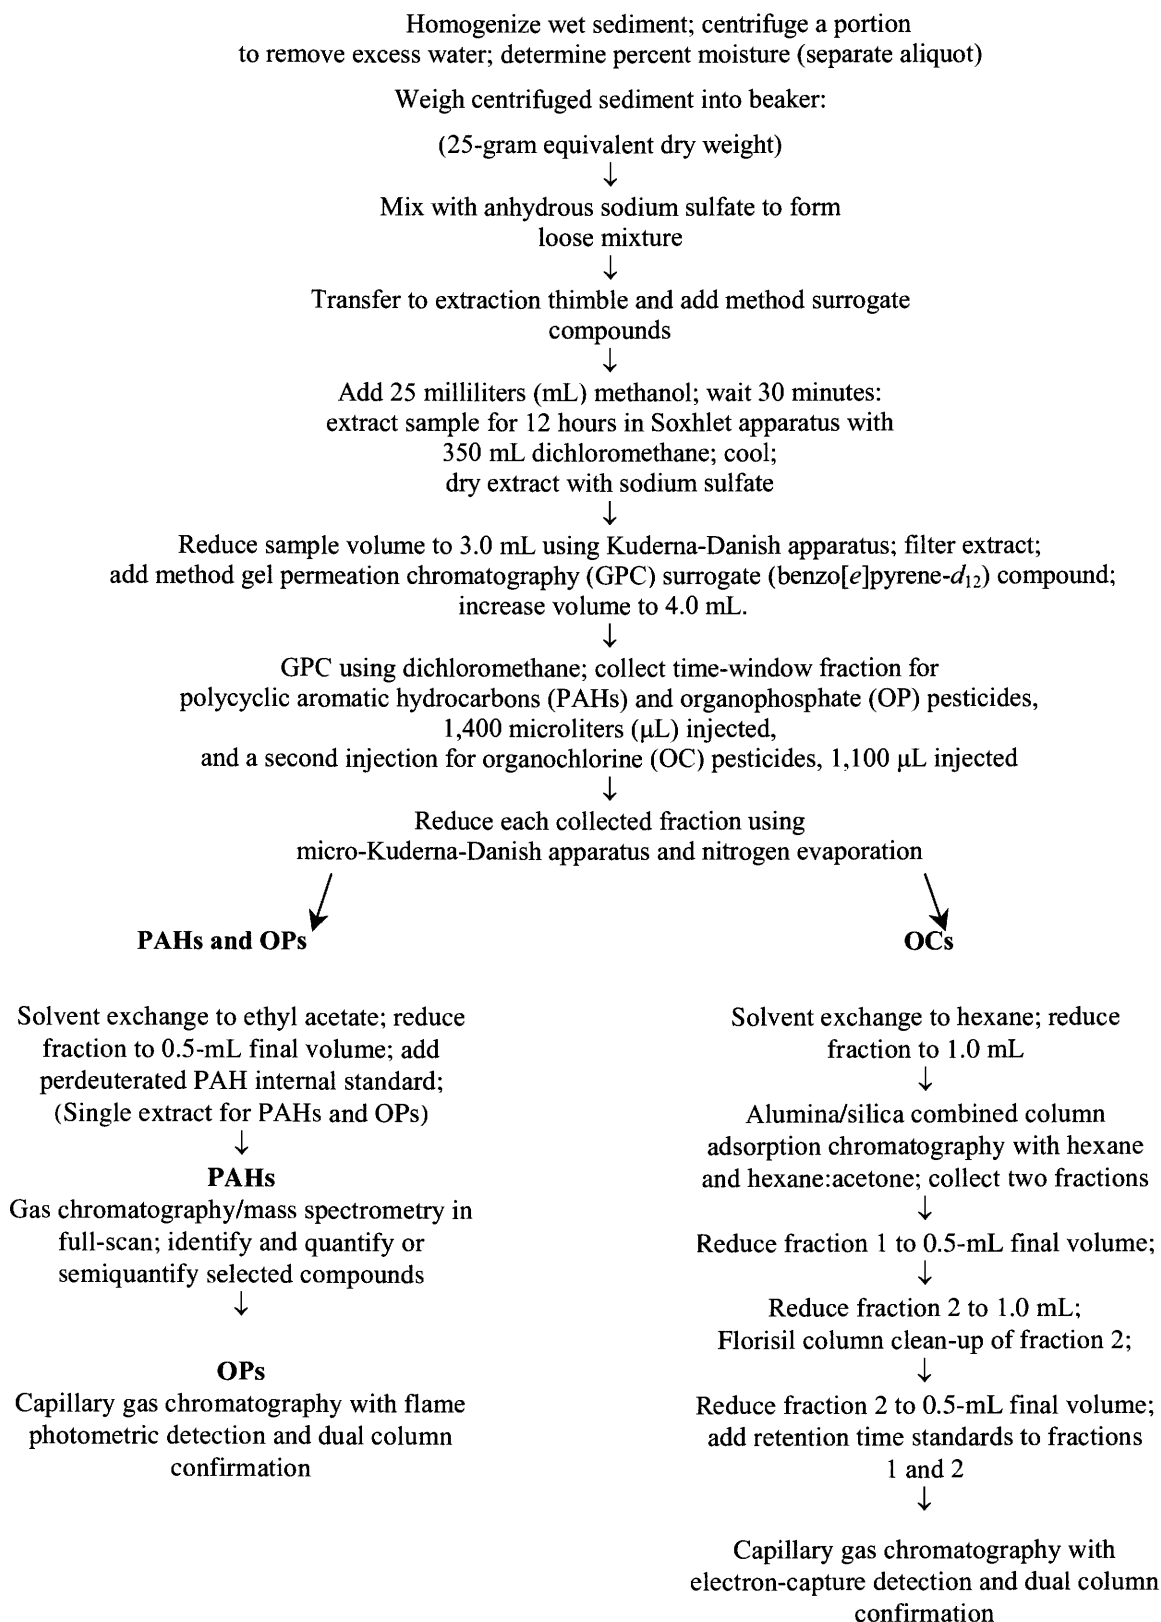 Homogenize wet sediment; centrifuge a portion
to remove excess water; determine percent moisture (separate aliquot)
Weigh centrifuged sediment into beaker:
(25-gram equivalent dry weight)
↓
Mix with anhydrous sodium sulfate to form
loose mixture
↓
Transfer to extraction thimble and add method surrogate
compounds
↓
Add 25 milliliters (mL) methanol; wait 30 minutes:
extract sample for 12 hours in Soxhlet apparatus with
350 mL dichloromethane; cool;
dry extract with sodium sulfate
↓
Reduce sample volume to 3.0 mL using Kuderna-Danish apparatus; filter extract;
add method gel permeation chromatography (GPC) surrogate (benzo[e]pyrene-d12) compound;
increase volume to 4.0 mL.
↓
GPC using dichloromethane; collect time-window fraction for
polycyclic aromatic hydrocarbons (PAHs) and organophosphate (OP) pesticides,
1,400 microliters (µL) injected,
and a second injection for organochlorine (OC) pesticides, 1,100 µL injected
↓
Reduce each collected fraction using
micro-Kuderna-Danish apparatus and nitrogen evaporation
PAHs and OPs
Solvent exchange to ethyl acetate; reduce
fraction to 0.5-mL final volume; add
perdeuterated PAH internal standard;
(Single extract for PAHs and OPs)
↓
PAHs
Gas chromatography/mass spectrometry in
full-scan; identify and quantify or
semiquantify selected compounds
↓
OPs
Capillary gas chromatography with flame
photometric detection and dual column
confirmation
OCs
Solvent exchange to hexane; reduce
fraction to 1.0 mL
↓
Alumina/silica combined column
adsorption chromatography with hexane
and hexane:acetone; collect two fractions
↓
Reduce fraction 1 to 0.5-mL final volume;
↓
Reduce fraction 2 to 1.0 mL;
Florisil column clean-up of fraction 2;
↓
Reduce fraction 2 to 0.5-mL final volume;
add retention time standards to fractions
1 and 2
↓
Capillary gas chromatography with
electron-capture detection and dual column
confirmation